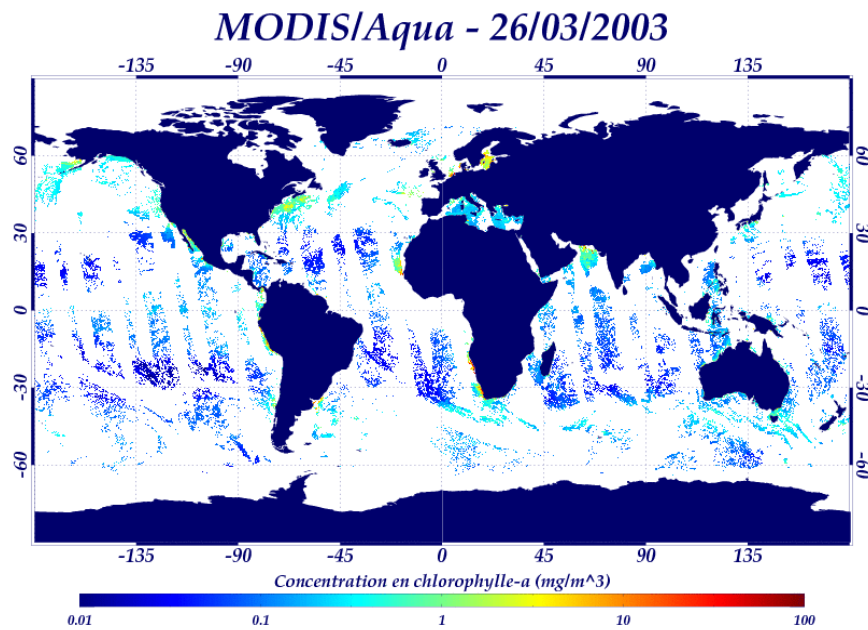 MODIS/Aqua - 26/03/2003
-135 -90 -45 0 45 90 135
60 60
30 30
0 0
-30 -30
-60 -60
-135 -90 -45 0 45 90 135
Concentration en chlorophylle-a (mg/m^3)
0.01 0.1 1 10 100